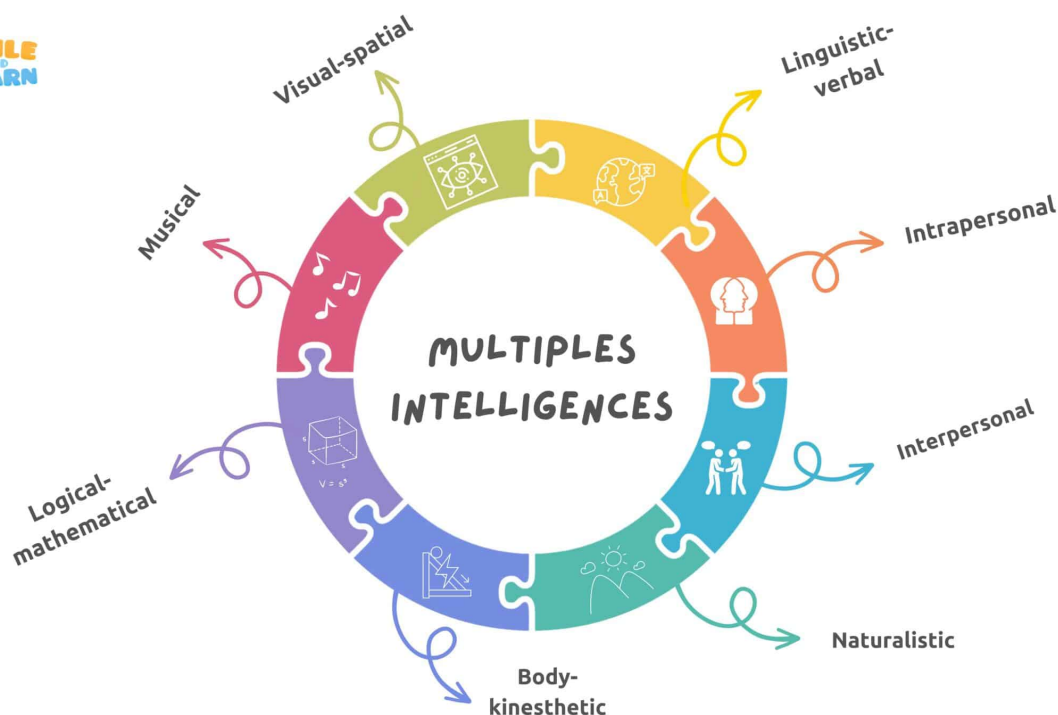 Visual-spatial
Linguistic-
verbal
Musical
Intrapersonal
MULTIPLES
INTELLIGENCES
Interpersonal
Logical-
mathematical
V = s³
Naturalistic
Body-
kinesthetic